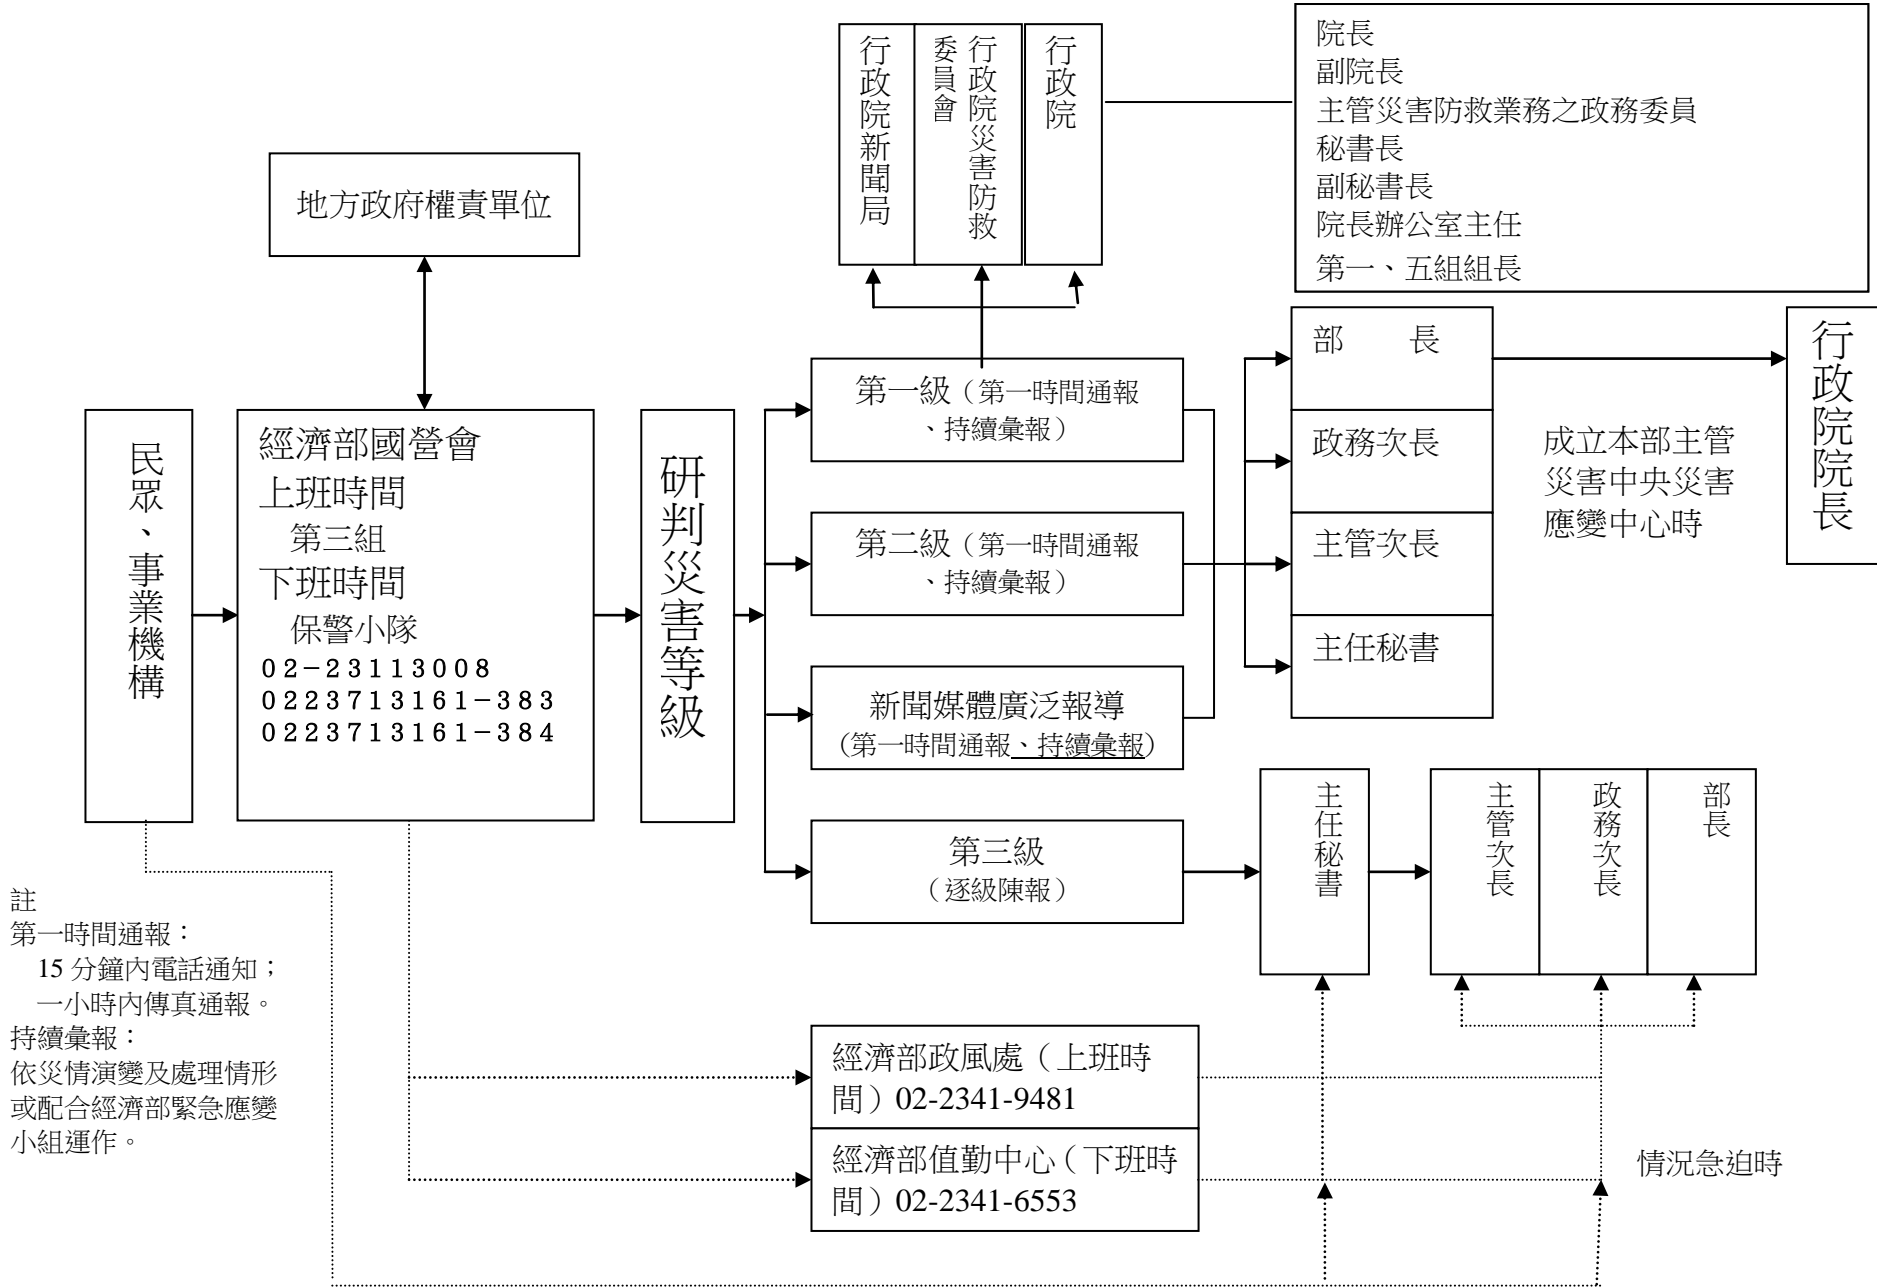 行政院新聞局
行政院災害防救
委員會
行政院
院長
副院長
主管災害防救業務之政務委員
秘書長
副秘書長
院長辦公室主任
第一、五組組長
地方政府權責單位
民眾、事業機構
經濟部國營會
上班時間
第三組
下班時間
保警小隊
02-23113008
0223713161-383
0223713161-384
研判災害等級
第一級（第一時間通報
、持續彙報）
第二級（第一時間通報
、持續彙報）
新聞媒體廣泛報導
(第一時間通報、持續彙報)
第三級
（逐級陳報）
部　　長
政務次長
主管次長
主任秘書
成立本部主管
災害中央災害
應變中心時
行政院院長
主任秘書
主管次長
政務次長
部長
註
第一時間通報：
15 分鐘內電話通知；
一小時內傳真通報。
持續彙報：
依災情演變及處理情形
或配合經濟部緊急應變
小組運作。
經濟部政風處（上班時
間）02-2341-9481
經濟部值勤中心（下班時
間）02-2341-6553
情況急迫時